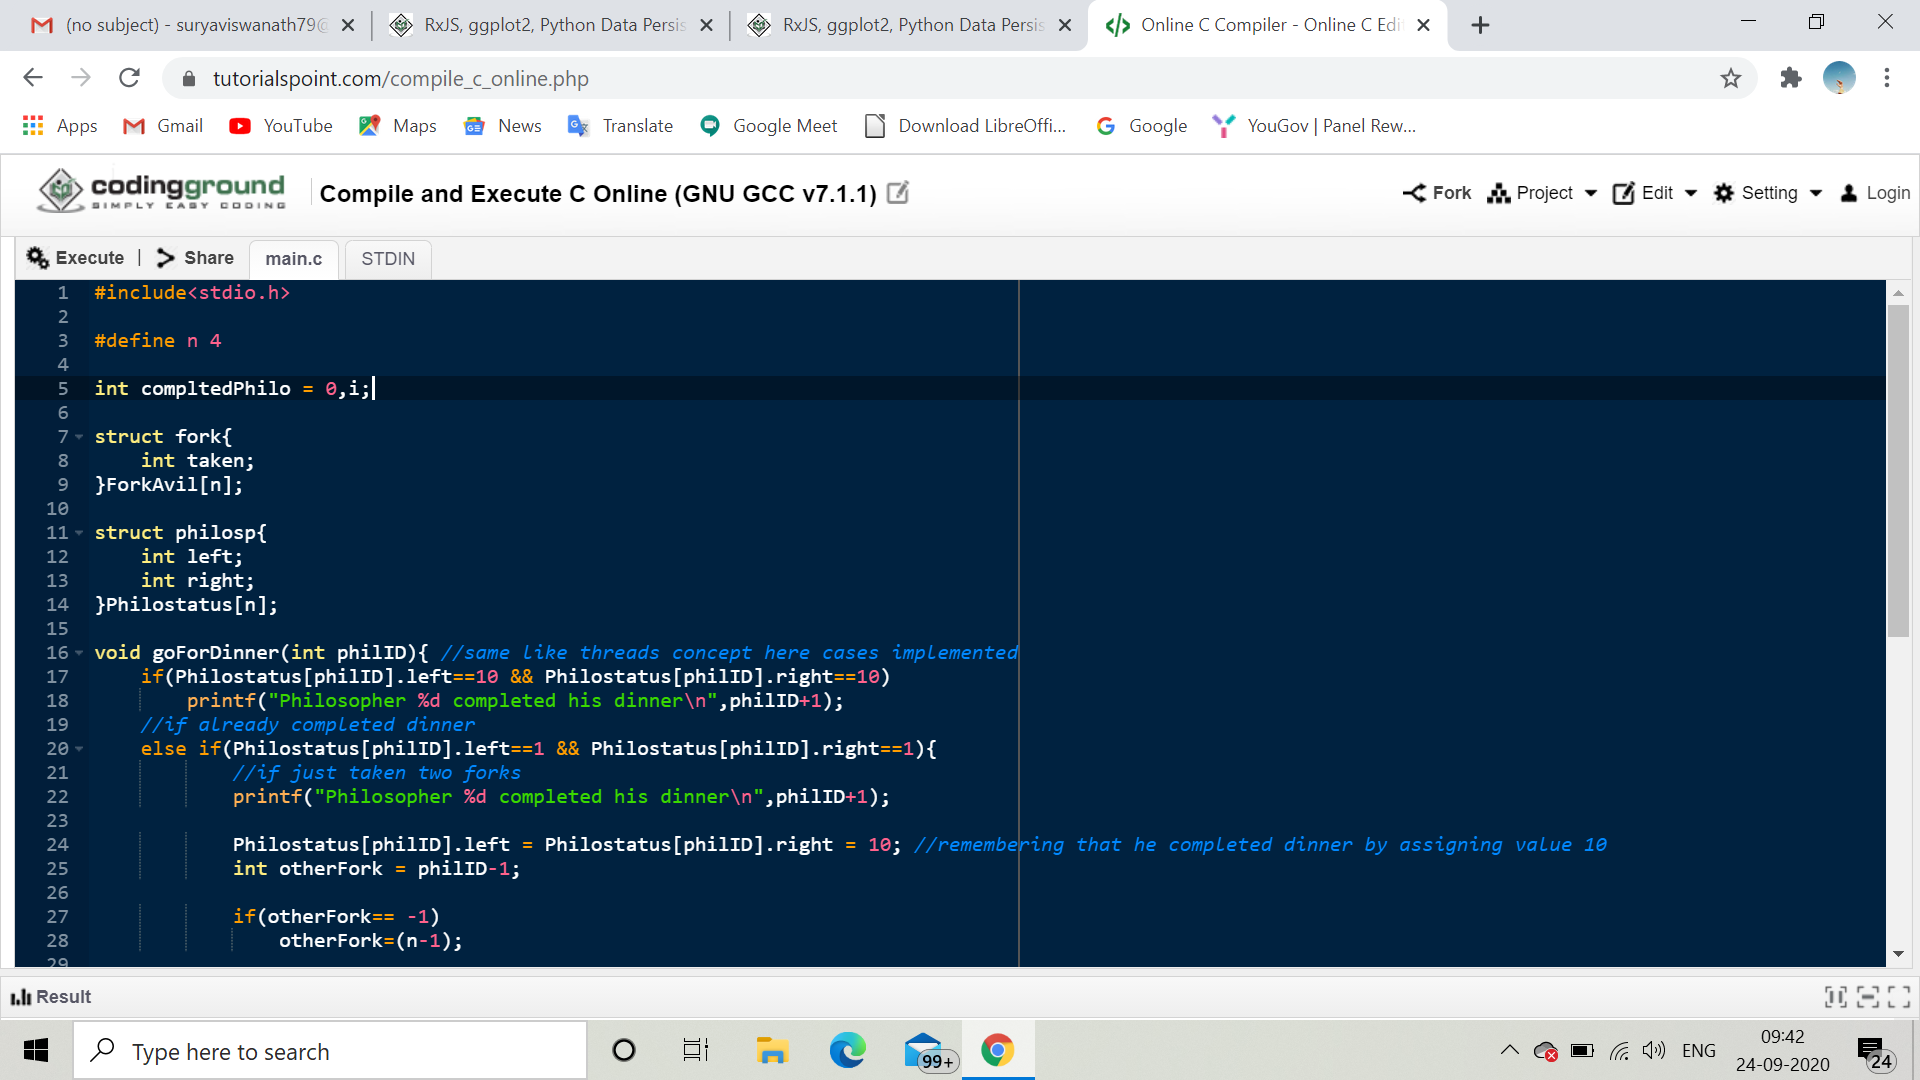 (no subject) - suryaviswanath79@
RxJS, ggplot2, Python Data Persis
RxJS, ggplot2, Python Data Persis
Online C Compiler - Online C Edi
tutorialspoint.com/compile_c_online.php
Apps Gmail YouTube Maps News Translate Google Meet Download LibreOffi... Google YouGov | Panel Rew...
codingground
SIMPLY EASY CODING
Compile and Execute C Online (GNU GCC v7.1.1)
Fork Project Edit Setting Login
Execute | Share main.c STDIN
1 #include<stdio.h>
2
3 #define n 4
4
5 int compltedPhilo = 0,i;
6
7 struct fork{
8 int taken;
9 }ForkAvil[n];
10
11 struct philosp{
12 int left;
13 int right;
14 }Philostatus[n];
15
16 void goForDinner(int philID){ //same like threads concept here cases implemented
17 if(Philostatus[philID].left==10 && Philostatus[philID].right==10)
18 printf("Philosopher %d completed his dinner\n",philID+1);
19 //if already completed dinner
20 else if(Philostatus[philID].left==1 && Philostatus[philID].right==1){
21 //if just taken two forks
22 printf("Philosopher %d completed his dinner\n",philID+1);
23
24 Philostatus[philID].left = Philostatus[philID].right = 10; //remembering that he completed dinner by assigning value 10
25 int otherFork = philID-1;
26
27 if(otherFork== -1)
28 otherFork=(n-1);
29
Result
Type here to search
99+
ENG
09:42
24-09-2020
24